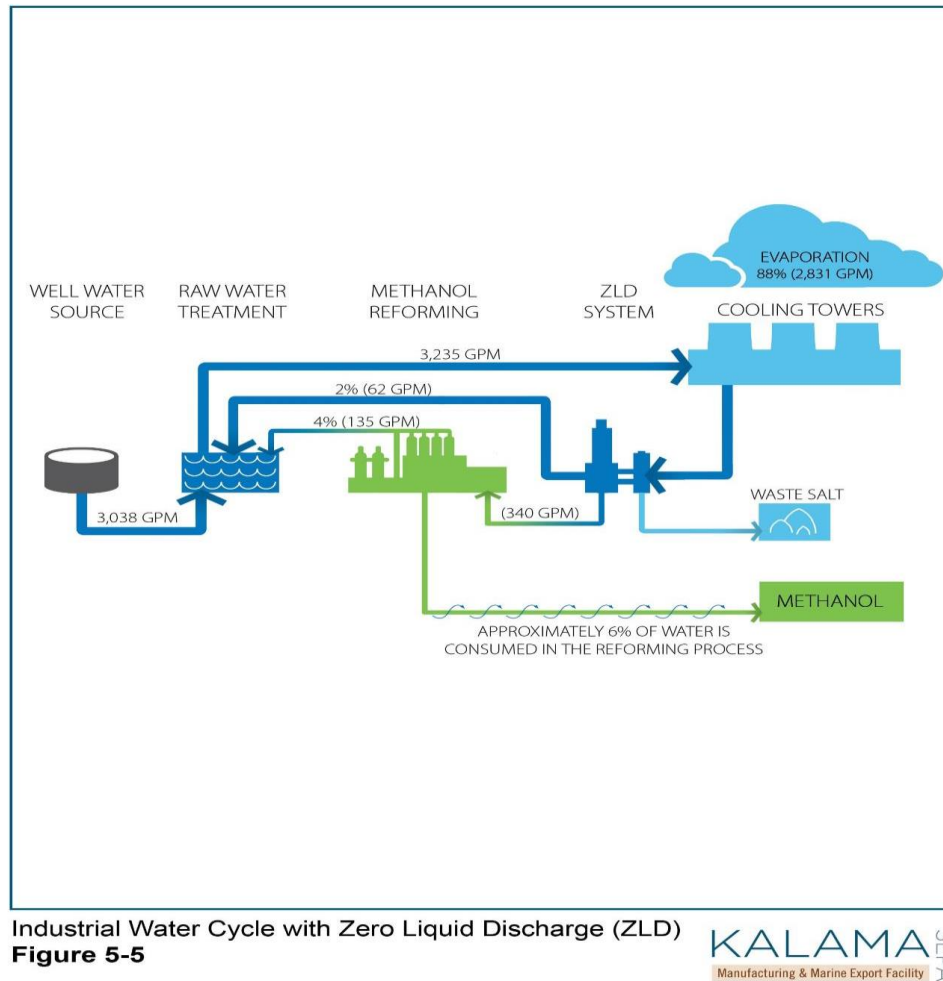 EVAPORATION
88% (2,831 GPM)
WELL WATER
SOURCE
RAW WATER
TREATMENT
METHANOL
REFORMING
ZLD
SYSTEM
COOLING TOWERS
3,235 GPM
2% (62 GPM)
4% (135 GPM)
3,038 GPM
(340 GPM)
WASTE SALT
METHANOL
APPROXIMATELY 6% OF WATER IS
CONSUMED IN THE REFORMING PROCESS
Industrial Water Cycle with Zero Liquid Discharge (ZLD)
Figure 5-5
KALAMA
Manufacturing & Marine Export Facility
SEPA